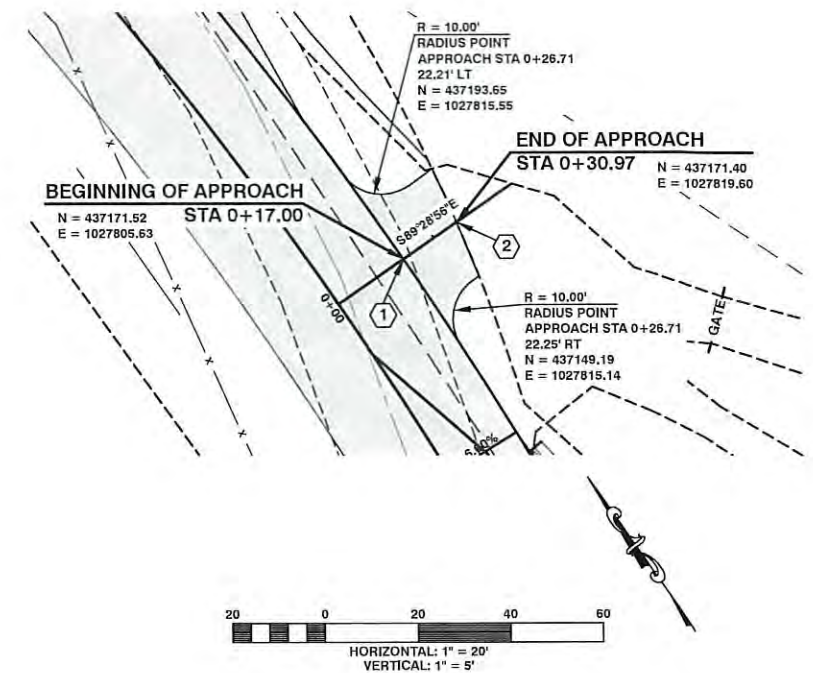 R = 10.00'
RADIUS POINT
APPROACH STA 0+26.71
22.21' LT
N = 437193.65
E = 1027815.55
END OF APPROACH
STA 0+30.97
N = 437171.40
E = 1027819.60
BEGINNING OF APPROACH
STA 0+17.00
N = 437171.52
E = 1027805.63
S89°28'56"E
2
1
0+00
R = 10.00'
RADIUS POINT
APPROACH STA 0+26.71
22.25' RT
N = 437149.19
E = 1027815.14
GATE
x
x
x
x
20 0 20 40 60
HORIZONTAL: 1" = 20'
VERTICAL: 1" = 5'